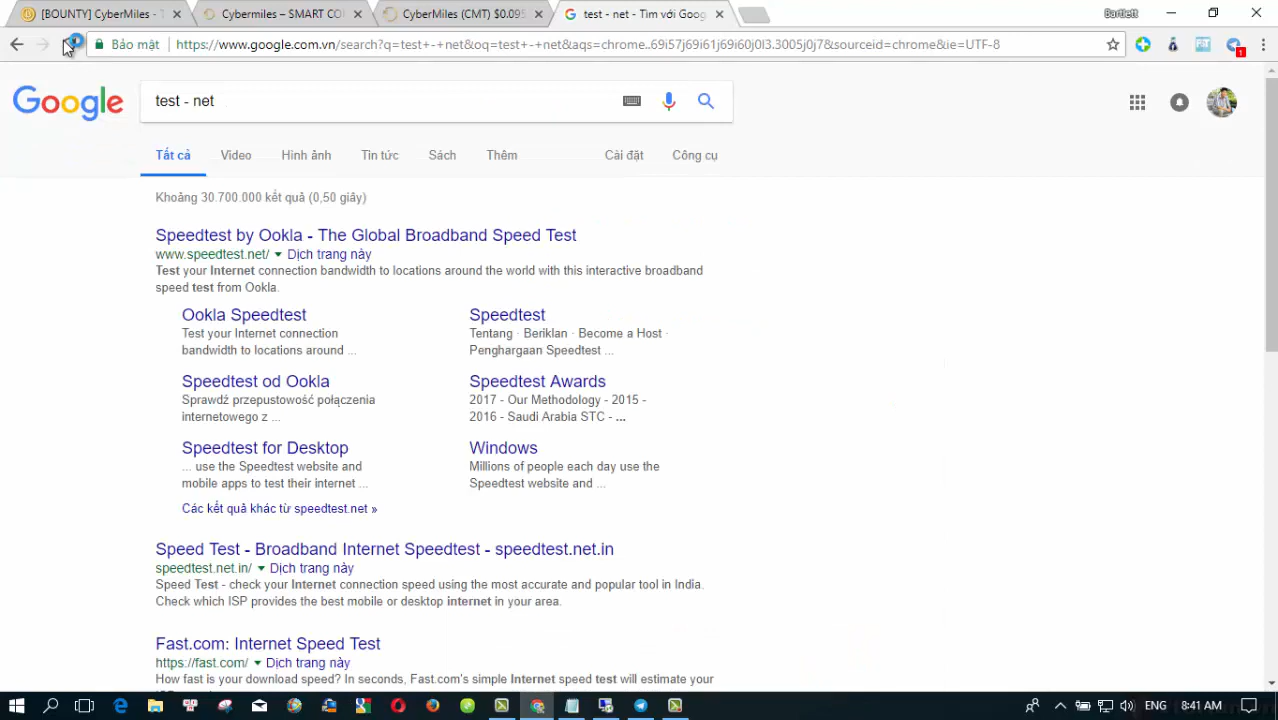 [BOUNTY] CyberMiles - T
Cybermiles – SMART CO
CyberMiles (CMT) $0.095
test - net - Tìm với Goog
Bartlett
Bảo mật
https://www.google.com.vn/search?q=test+-+net&oq=test+-+net&aqs=chrome..69i57j69i61j69i60j0l3.3005j0j7&sourceid=chrome&ie=UTF-8
1
Google
test - net
Tất cả
Video
Hình ảnh
Tin tức
Sách
Thêm
Cài đặt
Công cụ
Khoảng 30.700.000 kết quả (0,50 giây)
Speedtest by Ookla - The Global Broadband Speed Test
www.speedtest.net/ Dịch trang này
Test your Internet connection bandwidth to locations around the world with this interactive broadband
speed test from Ookla.
Ookla Speedtest
Test your Internet connection
bandwidth to locations around ...
Speedtest
Tentang · Beriklan · Become a Host ·
Penghargaan Speedtest ...
Speedtest od Ookla
Sprawdź przepustowość połączenia
internetowego z ...
Speedtest Awards
2017 - Our Methodology - 2015 -
2016 - Saudi Arabia STC - ...
Speedtest for Desktop
... use the Speedtest website and
mobile apps to test their internet ...
Windows
Millions of people each day use the
Speedtest website and ...
Các kết quả khác từ speedtest.net »
Speed Test - Broadband Internet Speedtest - speedtest.net.in
speedtest.net.in/ Dịch trang này
Speed Test - check your Internet connection speed using the most accurate and popular tool in India.
Check which ISP provides the best mobile or desktop internet in your area.
Fast.com: Internet Speed Test
https://fast.com/ Dịch trang này
How fast is your download speed? In seconds, Fast.com's simple Internet speed test will estimate your
ENG
8:41 AM